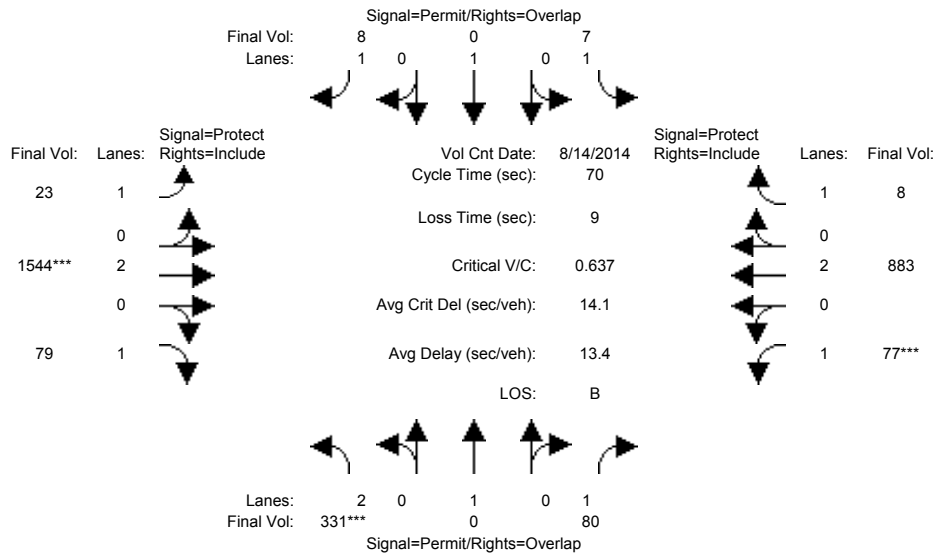 Signal=Permit/Rights=Overlap
Final Vol: 8 0 7
Lanes: 1 0 1 0 1
Signal=Protect Signal=Protect
Final Vol: Lanes: Rights=Include Vol Cnt Date: 8/14/2014 Rights=Include Lanes: Final Vol:
Cycle Time (sec): 70
23 1 1 8
Loss Time (sec): 9
0 0
1544*** 2 Critical V/C: 0.637 2 883
0 Avg Crit Del (sec/veh): 14.1 0
79 1 Avg Delay (sec/veh): 13.4 1 77***
LOS: B
Lanes: 2 0 1 0 1
Final Vol: 331*** 0 80
Signal=Permit/Rights=Overlap